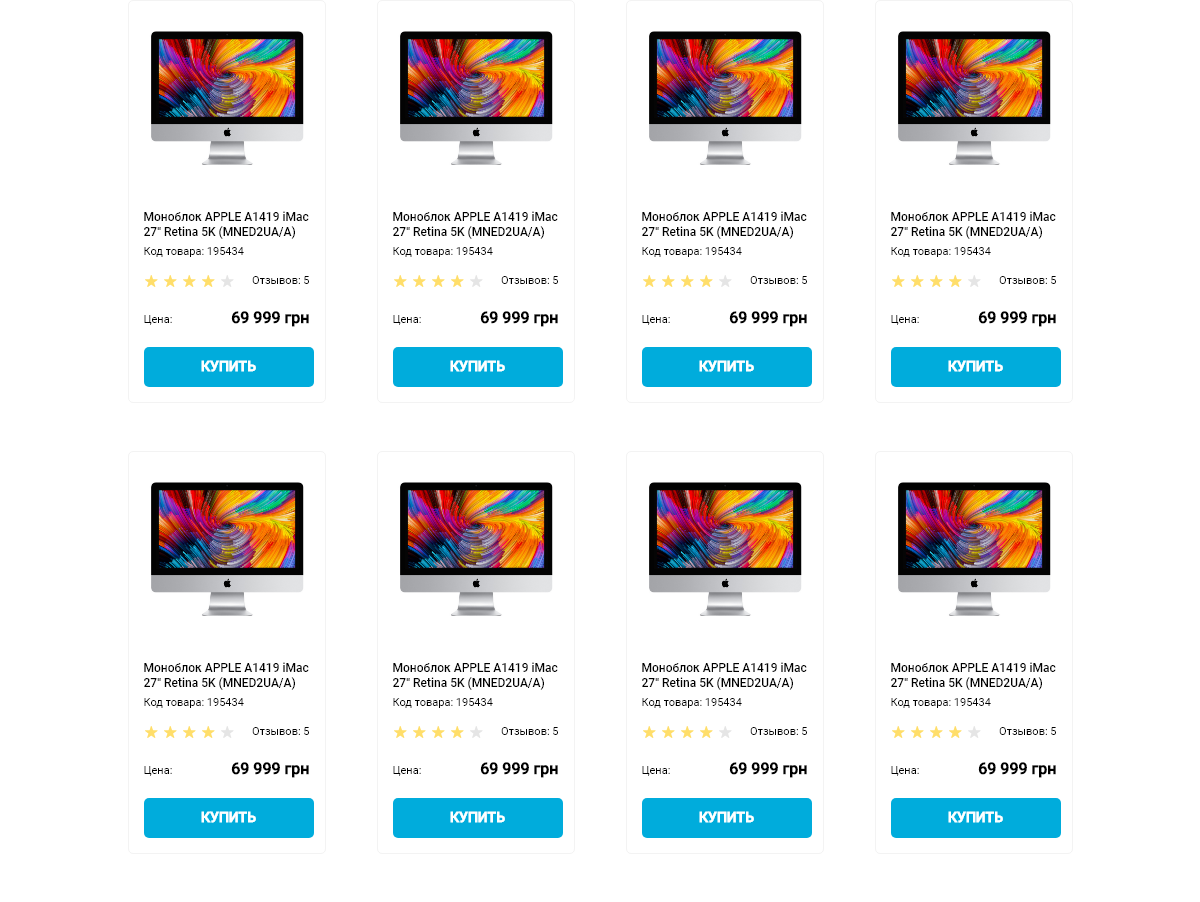 Моноблок APPLE A1419 iMac
27" Retina 5K (MNED2UA/A)
Код товара: 195434
Отзывов: 5
Цена: 69 999 грн
КУПИТЬ
Моноблок APPLE A1419 iMac
27" Retina 5K (MNED2UA/A)
Код товара: 195434
Отзывов: 5
Цена: 69 999 грн
КУПИТЬ
Моноблок APPLE A1419 iMac
27" Retina 5K (MNED2UA/A)
Код товара: 195434
Отзывов: 5
Цена: 69 999 грн
КУПИТЬ
Моноблок APPLE A1419 iMac
27" Retina 5K (MNED2UA/A)
Код товара: 195434
Отзывов: 5
Цена: 69 999 грн
КУПИТЬ
Моноблок APPLE A1419 iMac
27" Retina 5K (MNED2UA/A)
Код товара: 195434
Отзывов: 5
Цена: 69 999 грн
КУПИТЬ
Моноблок APPLE A1419 iMac
27" Retina 5K (MNED2UA/A)
Код товара: 195434
Отзывов: 5
Цена: 69 999 грн
КУПИТЬ
Моноблок APPLE A1419 iMac
27" Retina 5K (MNED2UA/A)
Код товара: 195434
Отзывов: 5
Цена: 69 999 грн
КУПИТЬ
Моноблок APPLE A1419 iMac
27" Retina 5K (MNED2UA/A)
Код товара: 195434
Отзывов: 5
Цена: 69 999 грн
КУПИТЬ